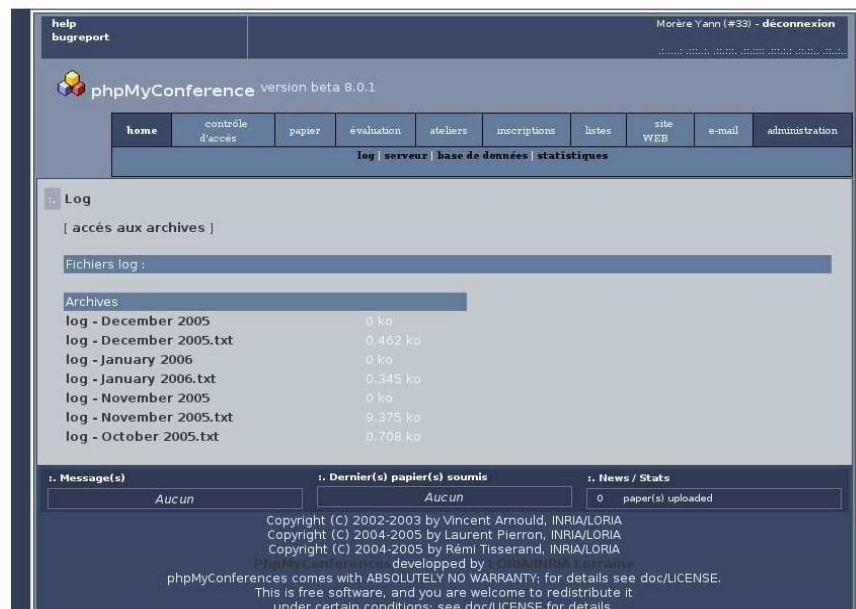 help
bugreport
Morère Yann (#33) - déconnexion
phpMyConference version beta 8.0.1
home
contrôle d'accés
papier
évaluation
ateliers
inscriptions
listes
site WEB
e-mail
administration
log | serveur | base de données | statistiques
:. Log
[ accés aux archives ]
Fichiers log :
Archives
log - December 2005 0 ko
log - December 2005.txt 0.462 ko
log - January 2006 0 ko
log - January 2006.txt 0.345 ko
log - November 2005 0 ko
log - November 2005.txt 9.375 ko
log - October 2005.txt 0.708 ko
:. Message(s)
Aucun
:. Dernier(s) papier(s) soumis
Aucun
:. News / Stats
0 paper(s) uploaded
Copyright (C) 2002-2003 by Vincent Arnould, INRIA/LORIA
Copyright (C) 2004-2005 by Laurent Pierron, INRIA/LORIA
Copyright (C) 2004-2005 by Rémi Tisserand, INRIA/LORIA
PhpMyConferences developped by LORIA/INRIA Lorraine
phpMyConferences comes with ABSOLUTELY NO WARRANTY; for details see doc/LICENSE.
This is free software, and you are welcome to redistribute it
under certain conditions; see doc/LICENSE for details.